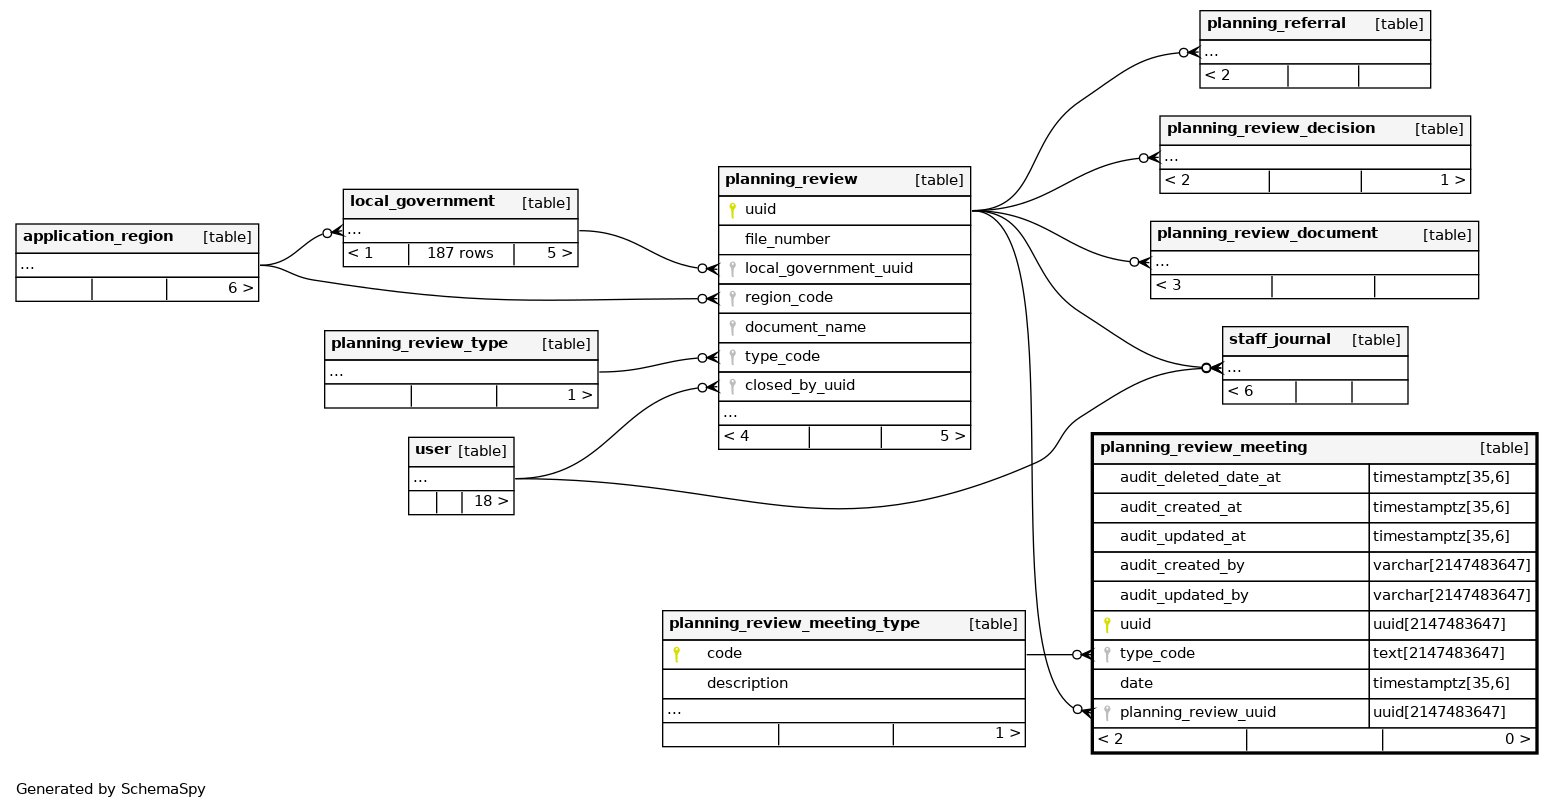 planning_referral [table]
...
< 2
planning_review_decision [table]
...
< 2 1 >
planning_review_document [table]
...
< 3
staff_journal [table]
...
< 6
planning_review [table]
uuid
file_number
local_government_uuid
region_code
document_name
type_code
closed_by_uuid
...
< 4 5 >
local_government [table]
...
< 1 187 rows 5 >
application_region [table]
...
6 >
planning_review_type [table]
...
1 >
user [table]
...
18 >
planning_review_meeting [table]
audit_deleted_date_at timestamptz[35,6]
audit_created_at timestamptz[35,6]
audit_updated_at timestamptz[35,6]
audit_created_by varchar[2147483647]
audit_updated_by varchar[2147483647]
uuid uuid[2147483647]
type_code text[2147483647]
date timestamptz[35,6]
planning_review_uuid uuid[2147483647]
< 2 0 >
planning_review_meeting_type [table]
code
description
...
1 >
Generated by SchemaSpy